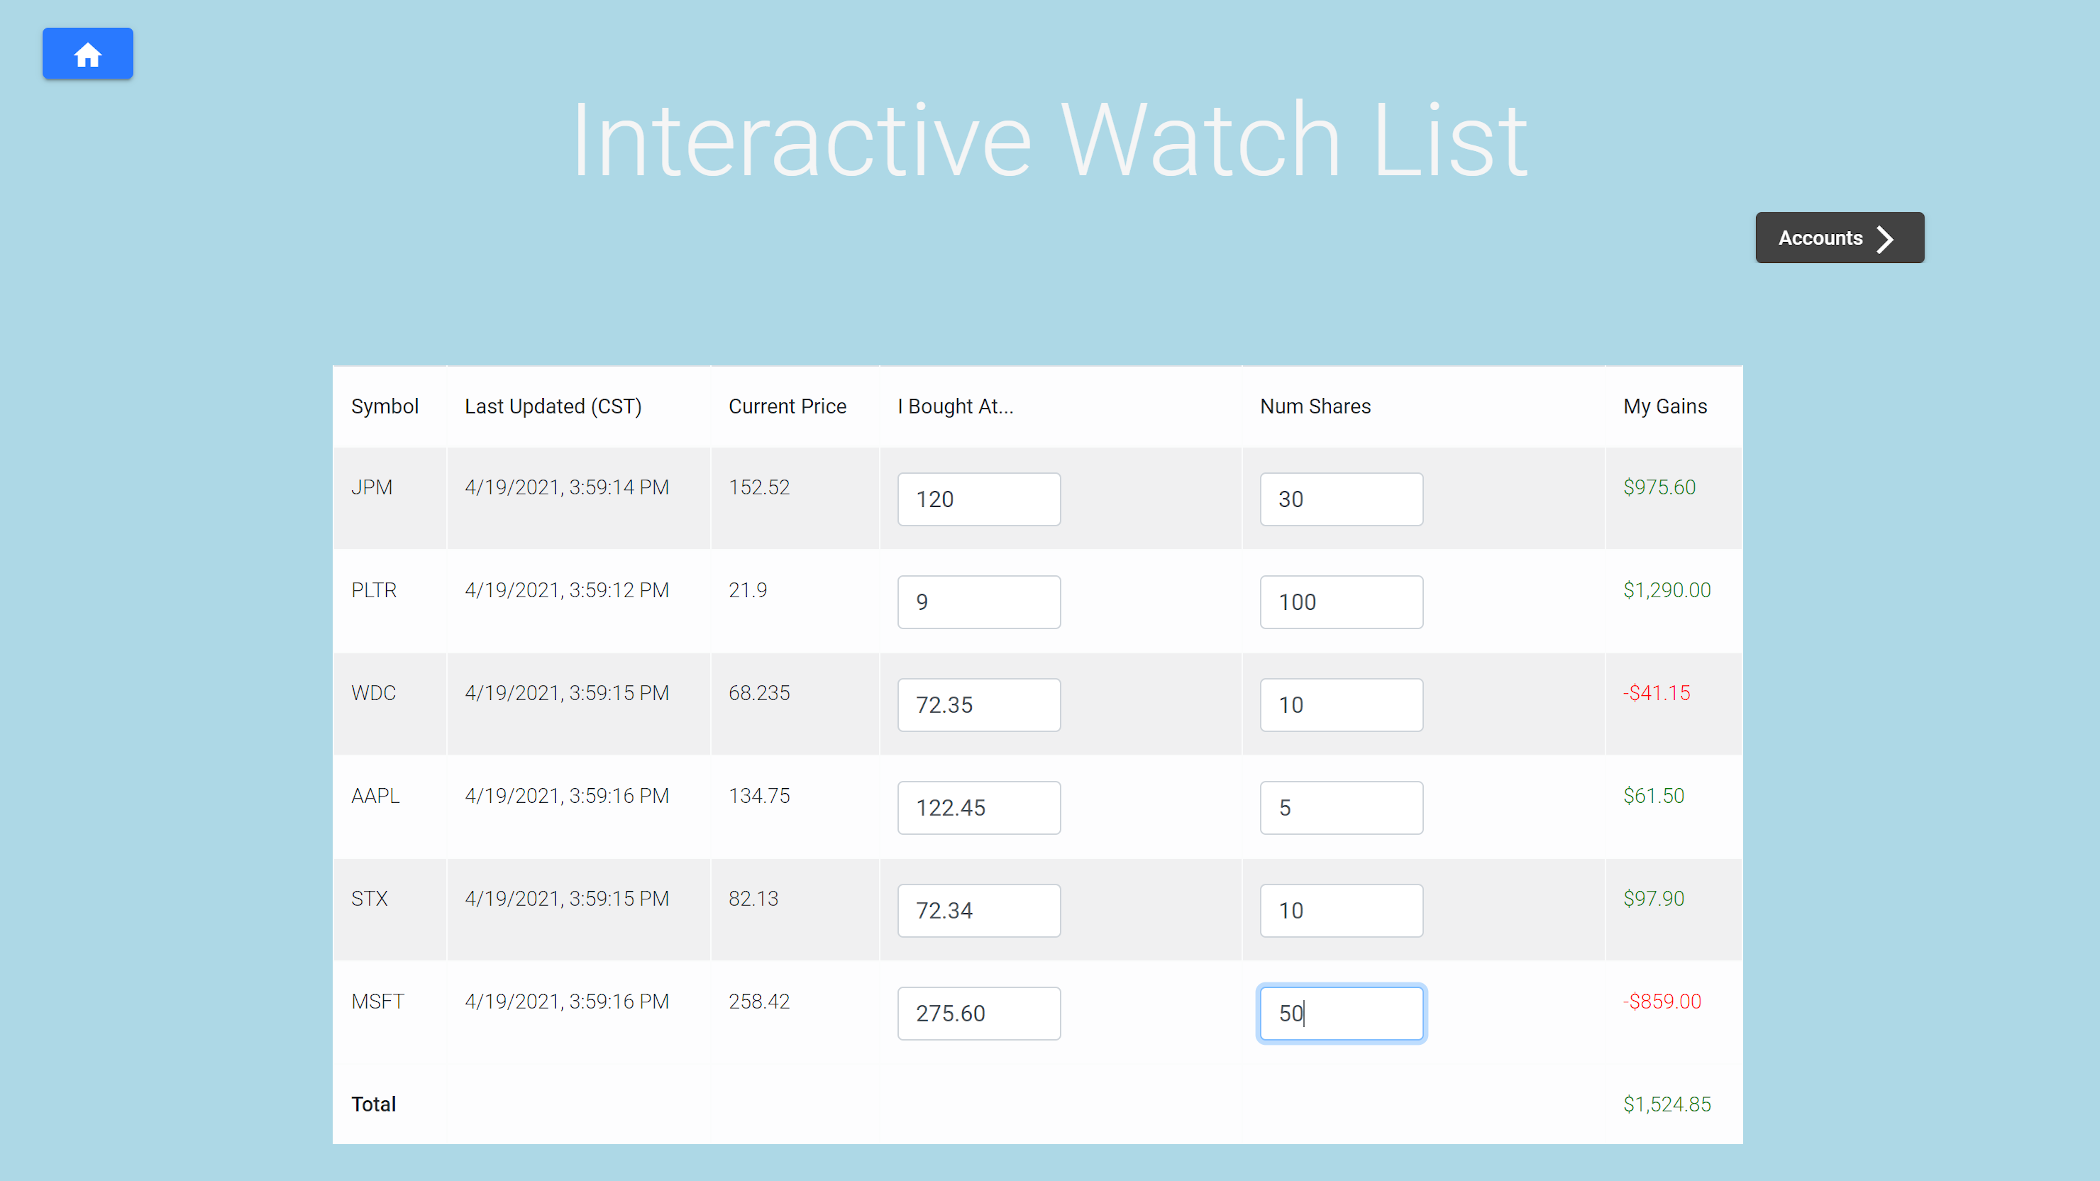 Interactive Watch List
Accounts
Symbol Last Updated (CST) Current Price I Bought At... Num Shares My Gains
JPM 4/19/2021, 3:59:14 PM 152.52 120 30 $975.60
PLTR 4/19/2021, 3:59:12 PM 21.9 9 100 $1,290.00
WDC 4/19/2021, 3:59:15 PM 68.235 72.35 10 -$41.15
AAPL 4/19/2021, 3:59:16 PM 134.75 122.45 5 $61.50
STX 4/19/2021, 3:59:15 PM 82.13 72.34 10 $97.90
MSFT 4/19/2021, 3:59:16 PM 258.42 275.60 50 -$859.00
Total $1,524.85